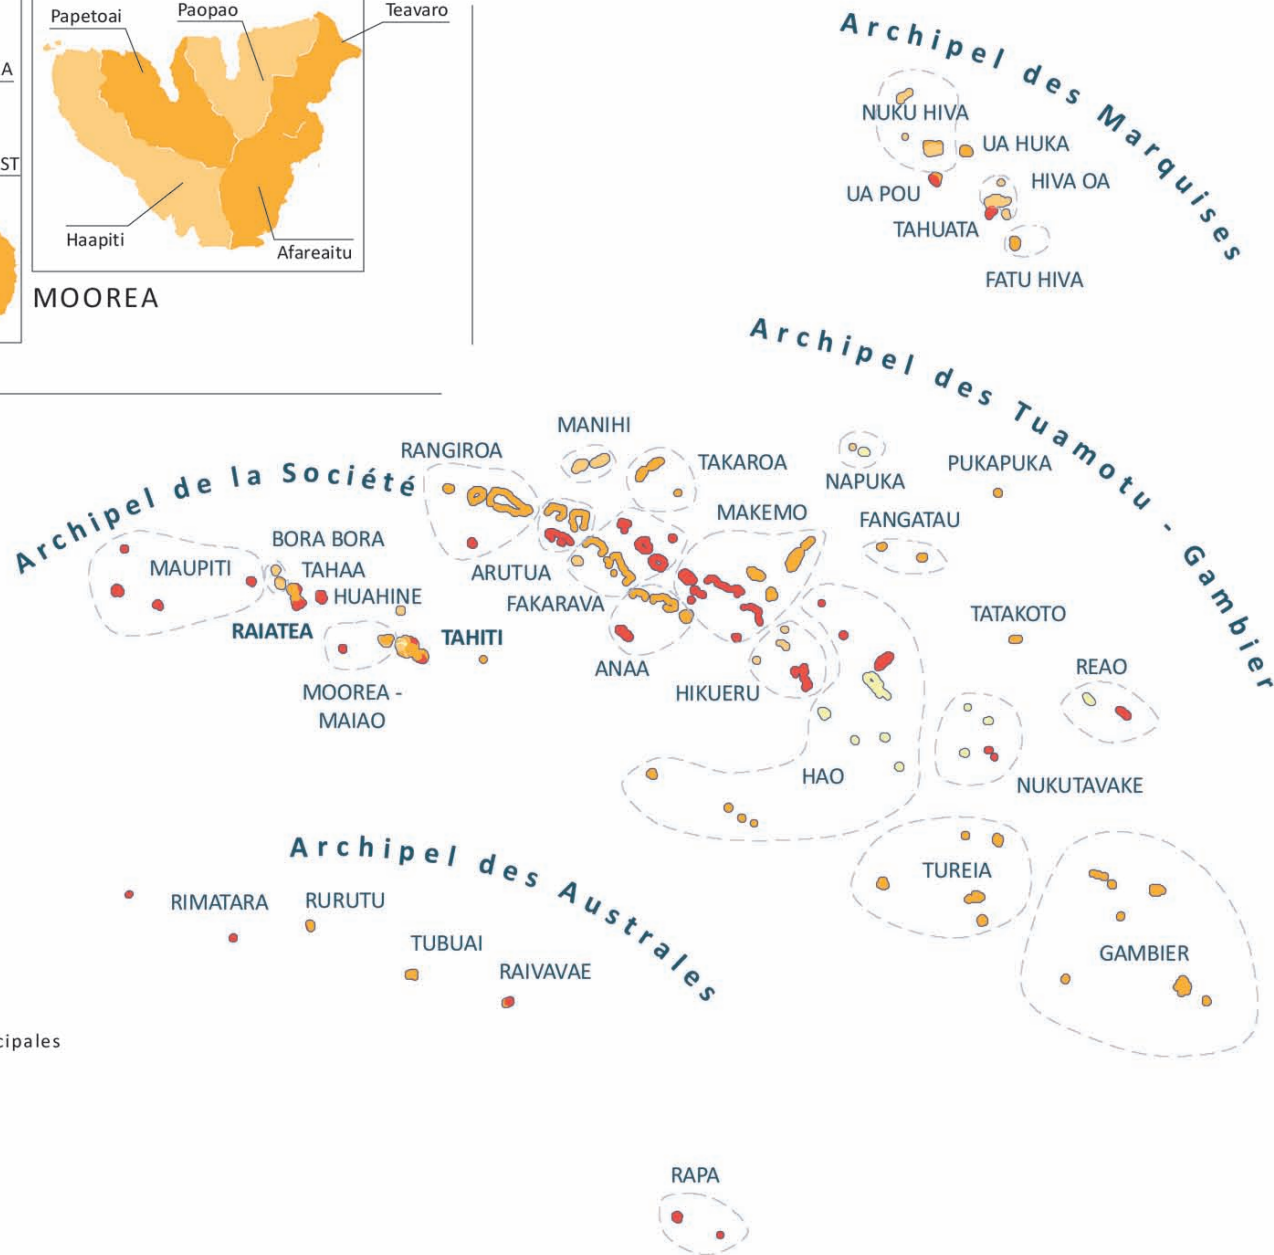 Papetoai
Paopao
Teavaro
A
ST
Haapiti
Afareaitu
MOOREA
Archipel des Marquises
NUKU HIVA
UA HUKA
HIVA OA
UA POU
TAHUATA
FATU HIVA
Archipel des Tuamotu - Gambier
MANIHI
RANGIROA
TAKAROA
NAPUKA
PUKAPUKA
Archipel de la Société
MAKEMO
FANGATAU
BORA BORA
MAUPITI
TAHAA
ARUTUA
HUAHINE
FAKARAVA
TATAKOTO
RAIATEA
TAHITI
ANAA
REAO
MOOREA -
MAIAO
HIKUERU
HAO
NUKUTAVAKE
Archipel des Australes
TUREIA
RIMATARA
RURUTU
TUBUAI
GAMBIER
RAIVAVAE
cipales
RAPA